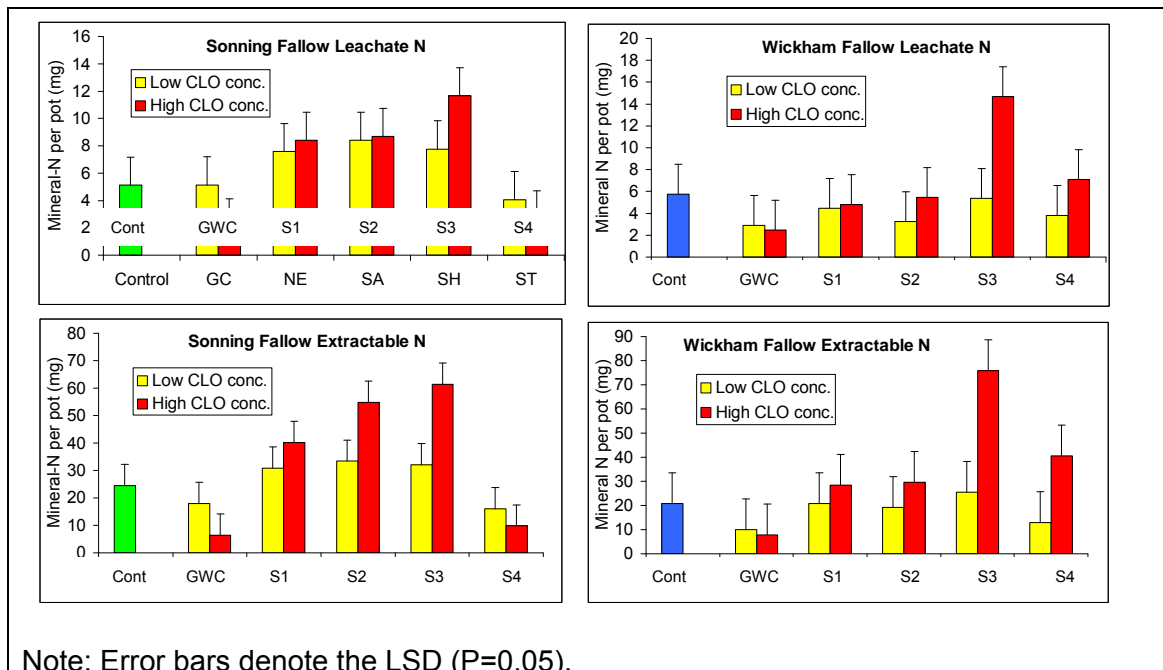 Sonning Fallow Leachate N
Mineral-N per pot (mg)
16
14
12
10
8
6
4
2
0
Low CLO conc.
High CLO conc.
Cont GWC S1 S2 S3 S4
Control GC NE SA SH ST
Wickham Fallow Leachate N
Mineral N per pot (mg)
20
18
16
14
12
10
8
6
4
2
0
Low CLO conc.
High CLO conc.
Cont GWC S1 S2 S3 S4
Sonning Fallow Extractable N
Mineral-N per pot (mg)
80
70
60
50
40
30
20
10
0
Low CLO conc.
High CLO conc.
Cont GWC S1 S2 S3 S4
Wickham Fallow Extractable N
Mineral N per pot (mg)
90
80
70
60
50
40
30
20
10
0
Low CLO conc.
High CLO conc.
Cont GWC S1 S2 S3 S4
Note: Error bars denote the LSD (P=0.05).